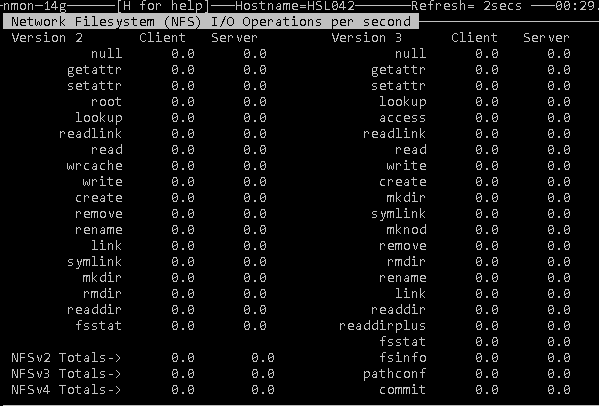 nmon-14g [H for help] Hostname=HSL042 Refresh= 2secs 00:29.
Network Filesystem (NFS) I/O Operations per second
Version 2 Client Server Version 3 Client Server
null 0.0 0.0 null 0.0 0.0
getattr 0.0 0.0 getattr 0.0 0.0
setattr 0.0 0.0 setattr 0.0 0.0
root 0.0 0.0 lookup 0.0 0.0
lookup 0.0 0.0 access 0.0 0.0
readlink 0.0 0.0 readlink 0.0 0.0
read 0.0 0.0 read 0.0 0.0
wrcache 0.0 0.0 write 0.0 0.0
write 0.0 0.0 create 0.0 0.0
create 0.0 0.0 mkdir 0.0 0.0
remove 0.0 0.0 symlink 0.0 0.0
rename 0.0 0.0 mknod 0.0 0.0
link 0.0 0.0 remove 0.0 0.0
symlink 0.0 0.0 rmdir 0.0 0.0
mkdir 0.0 0.0 rename 0.0 0.0
rmdir 0.0 0.0 link 0.0 0.0
readdir 0.0 0.0 readdir 0.0 0.0
fsstat 0.0 0.0 readdirplus 0.0 0.0
fsstat 0.0 0.0
NFSv2 Totals-> 0.0 0.0 fsinfo 0.0 0.0
NFSv3 Totals-> 0.0 0.0 pathconf 0.0 0.0
NFSv4 Totals-> 0.0 0.0 commit 0.0 0.0